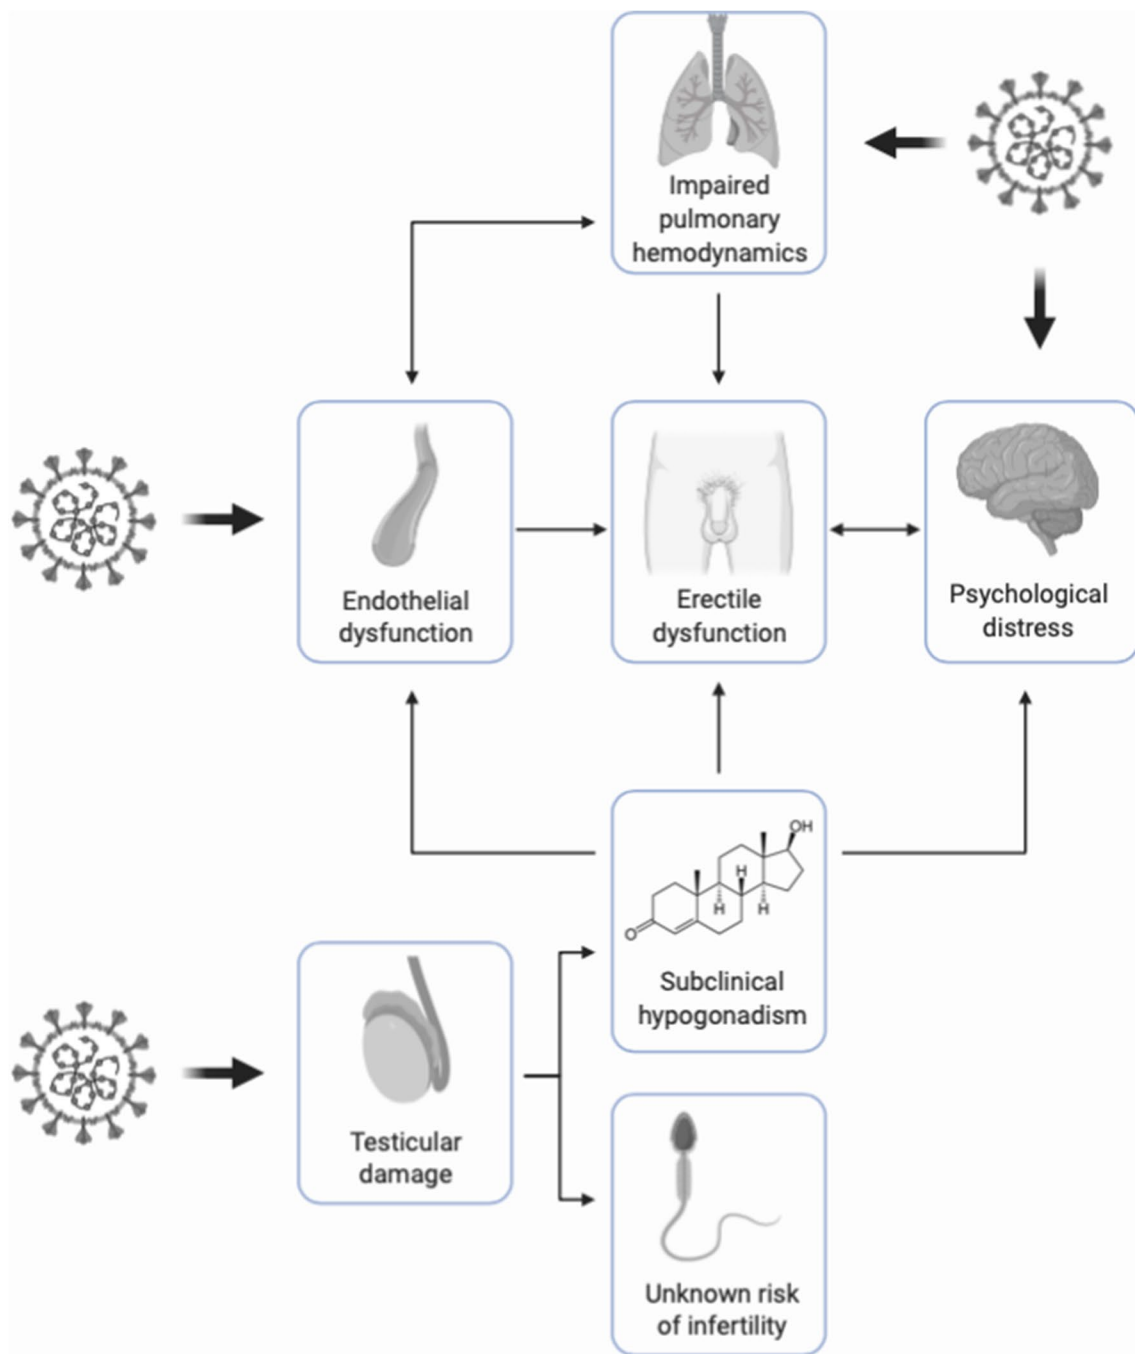 Impaired
pulmonary
hemodynamics
Endothelial
dysfunction
Erectile
dysfunction
Psychological
distress
OH
H
H
H
O
Subclinical
hypogonadism
Testicular
damage
Unknown risk
of infertility